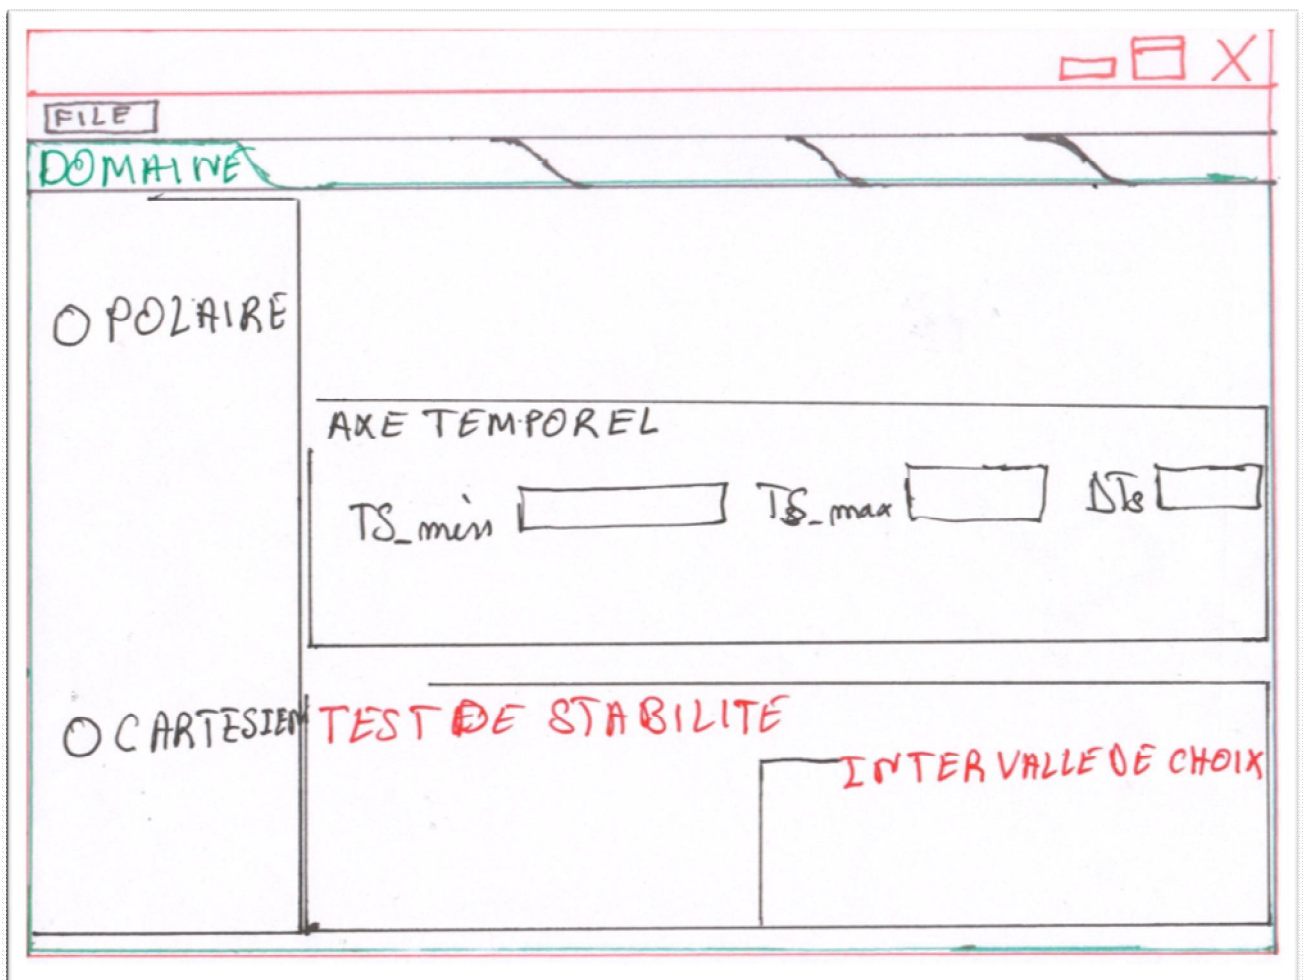 FILE
DOMAINE
POLAIRE
AXE TEMPOREL
TS_min TS_max DTs
CARTESIEN
TEST DE STABILITE
INTERVALLE DE CHOIX